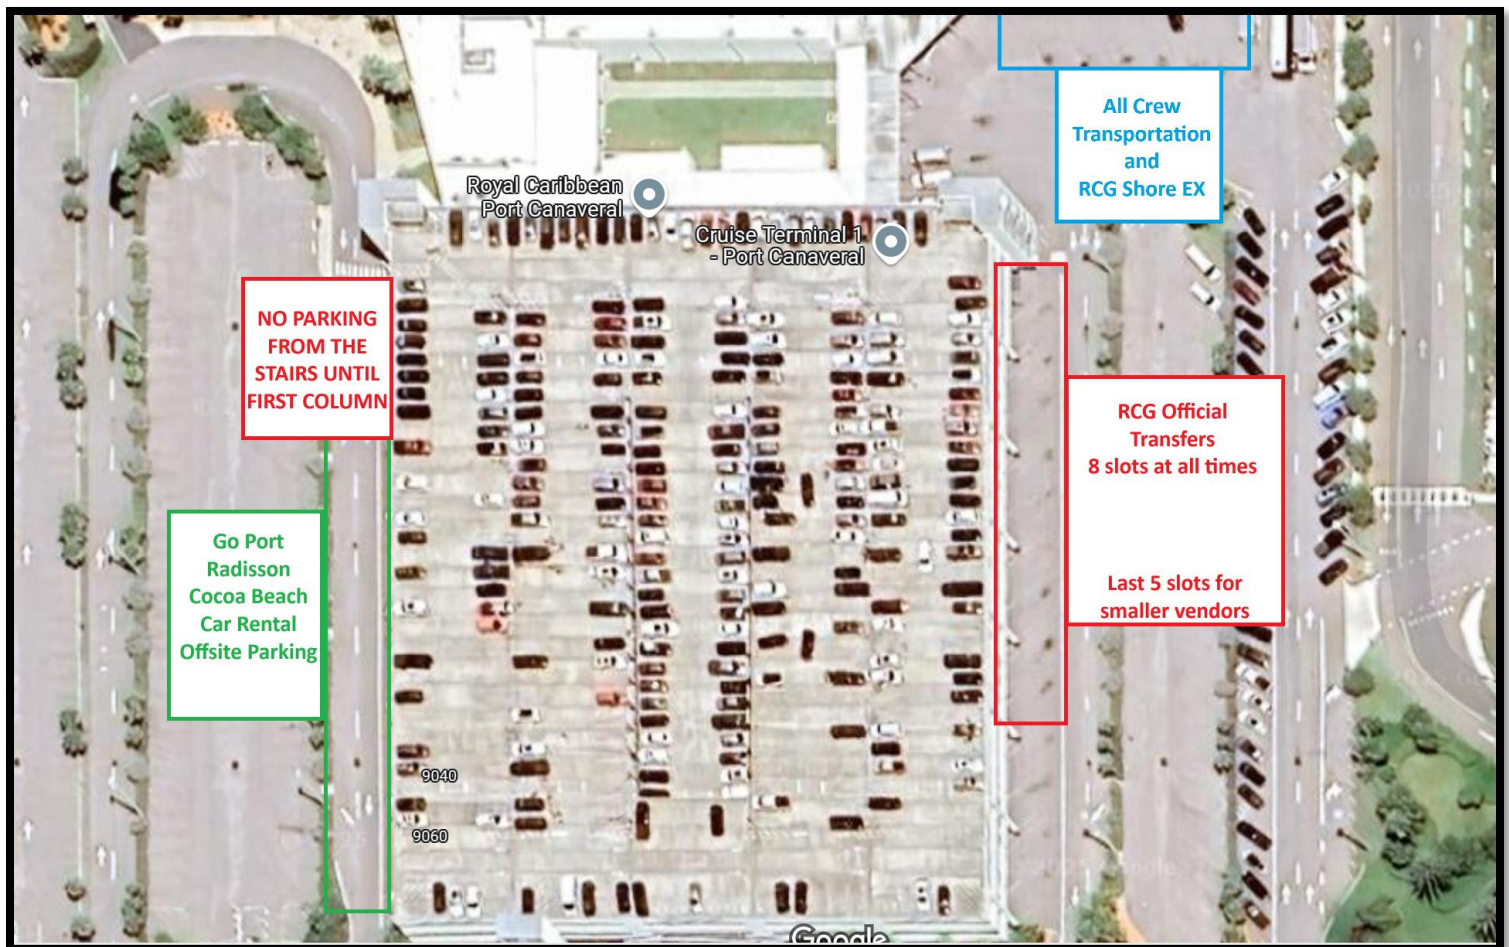 All Crew
Transportation
and
RCG Shore EX
Royal Caribbean
Port Canaveral
Cruise Terminal 1
- Port Canaveral
NO PARKING
FROM THE
STAIRS UNTIL
FIRST COLUMN
RCG Official
Transfers
8 slots at all times
Last 5 slots for
smaller vendors
Go Port
Radisson
Cocoa Beach
Car Rental
Offsite Parking
9040
9060
Google